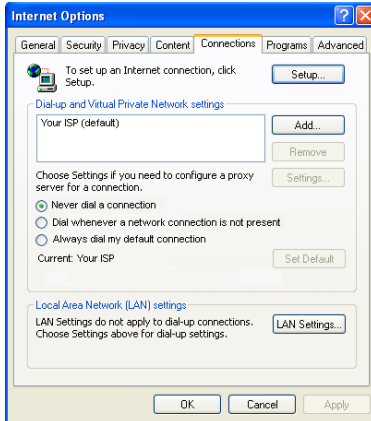 Internet Options
General Security Privacy Content Connections Programs Advanced
To set up an Internet connection, click
Setup.
Setup...
Dial-up and Virtual Private Network settings
Your ISP (default)
Add...
Remove
Choose Settings if you need to configure a proxy
server for a connection.
Settings...
Never dial a connection
Dial whenever a network connection is not present
Always dial my default connection
Current: Your ISP
Set Default
Local Area Network (LAN) settings
LAN Settings do not apply to dial-up connections.
Choose Settings above for dial-up settings.
LAN Settings...
OK Cancel Apply